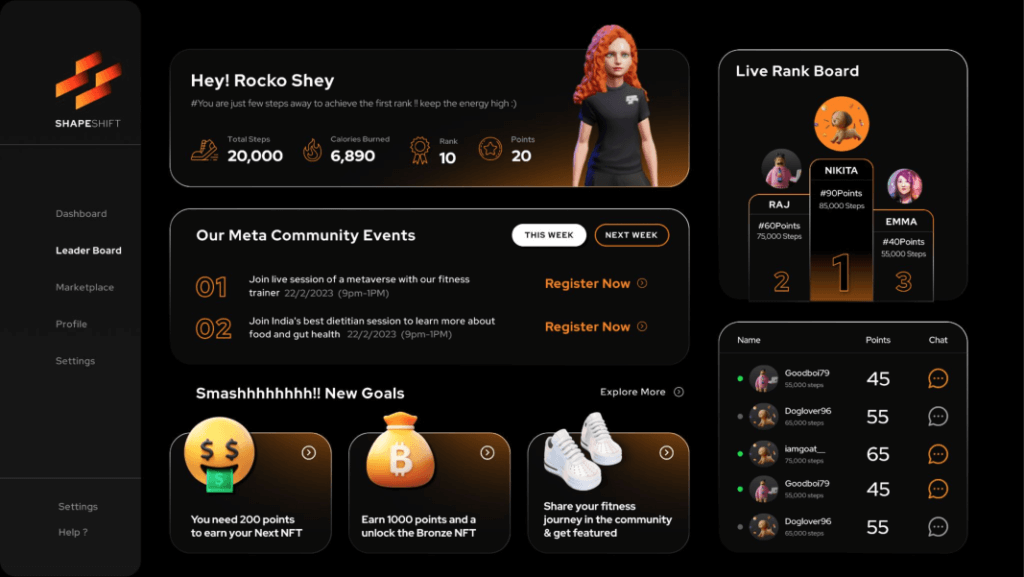 SHAPESHIFT
Dashboard
Leader Board
Marketplace
Profile
Settings
Settings
Help ?
Hey! Rocko Shey
#You are just few steps away to achieve the first rank !! keep the energy high :)
Total Steps
20,000
Calories Burned
6,890
Rank
10
Points
20
Our Meta Community Events
THIS WEEK
NEXT WEEK
01
Join live session of a metaverse with our fitness
trainer 22/2/2023 (9pm-1PM)
Register Now
02
Join India's best dietitian session to learn more about
food and gut health 22/2/2023 (9pm-1PM)
Register Now
Smashhhhhhhh!! New Goals
Explore More
$ $
$
You need 200 points
to earn your Next NFT
B
Earn 1000 points and a
unlock the Bronze NFT
Share your fitness
journey in the community
& get featured
Live Rank Board
RAJ
#60Points
75,000 Steps
2
NIKITA
#90Points
85,000 Steps
1
EMMA
#40Points
55,000 Steps
3
Name Points Chat
Goodboi79
55,000 steps
45
Doglover96
65,000 steps
55
iamgoat__
75,000 steps
65
Goodboi79
55,000 steps
45
Doglover96
65,000 steps
55